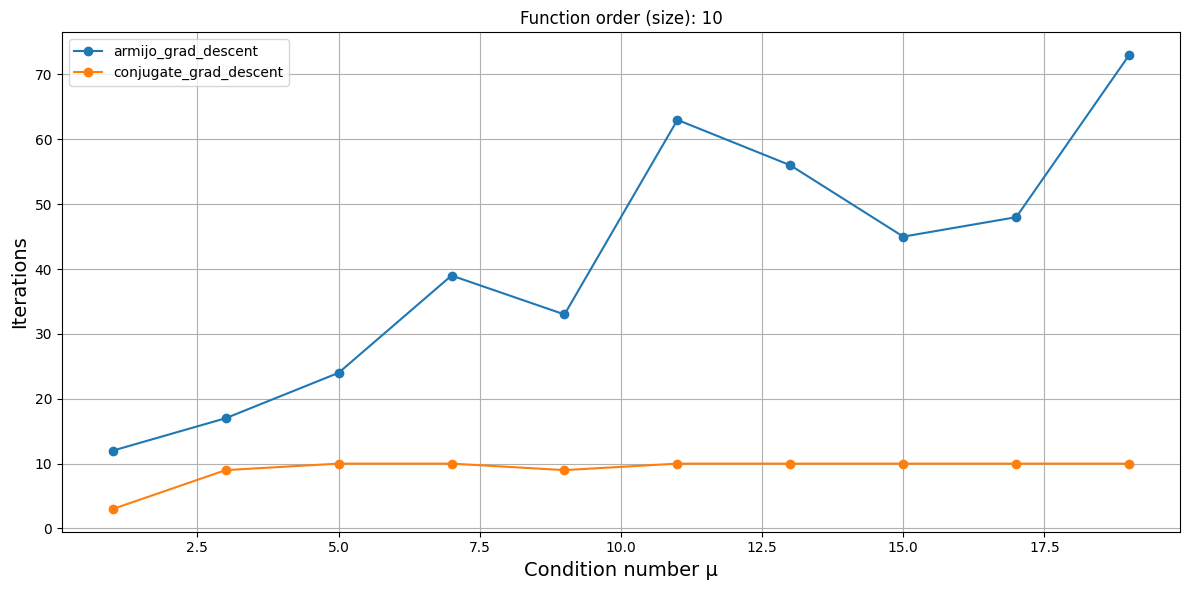 Function order (size): 10
armijo_grad_descent
conjugate_grad_descent
Iterations
70
60
50
40
30
20
10
0
2.5 5.0 7.5 10.0 12.5 15.0 17.5
Condition number μ